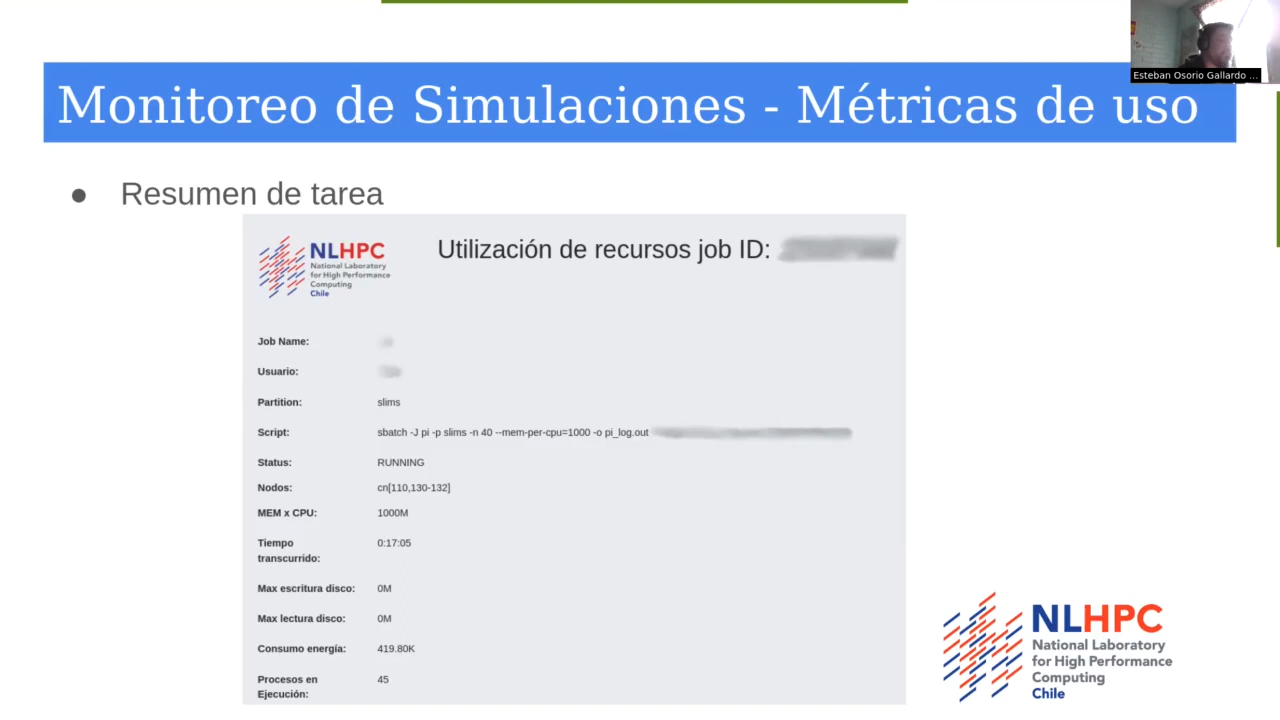 Esteban Osorio Gallardo ...
Monitoreo de Simulaciones - Métricas de uso
● Resumen de tarea
NLHPC
National Laboratory
for High Performance
Computing
Chile
Utilización de recursos job ID:
Job Name:
Usuario:
Partition: slims
Script: sbatch -J pi -p slims -n 40 --mem-per-cpu=1000 -o pi_log.out
Status: RUNNING
Nodos: cn[110,130-132]
MEM x CPU: 1000M
Tiempo 0:17:05
transcurrido:
Max escritura disco: 0M
Max lectura disco: 0M
Consumo energía: 419.80K
Procesos en 45
Ejecución:
NLHPC
National Laboratory
for High Performance
Computing
Chile